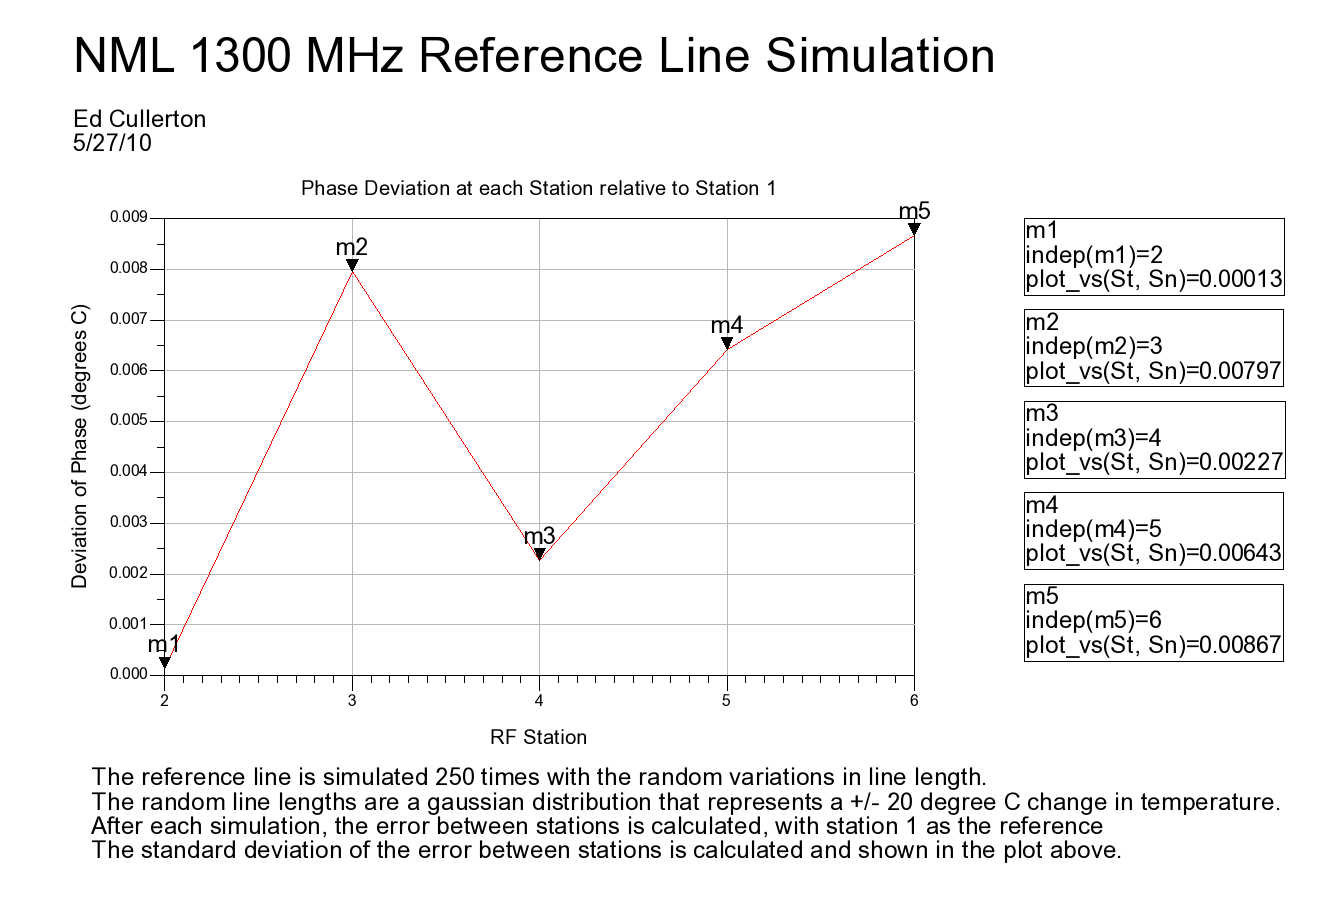 NML 1300 MHz Reference Line Simulation
Ed Cullerton
5/27/10
Phase Deviation at each Station relative to Station 1
Deviation of Phase (degrees C)
0.009
0.008
0.007
0.006
0.005
0.004
0.003
0.002
0.001
0.000
m1
m2
m3
m4
m5
2
3
4
5
6
RF Station
m1
indep(m1)=2
plot_vs(St, Sn)=0.00013
m2
indep(m2)=3
plot_vs(St, Sn)=0.00797
m3
indep(m3)=4
plot_vs(St, Sn)=0.00227
m4
indep(m4)=5
plot_vs(St, Sn)=0.00643
m5
indep(m5)=6
plot_vs(St, Sn)=0.00867
The reference line is simulated 250 times with the random variations in line length.
The random line lengths are a gaussian distribution that represents a +/- 20 degree C change in temperature.
After each simulation, the error between stations is calculated, with station 1 as the reference
The standard deviation of the error between stations is calculated and shown in the plot above.